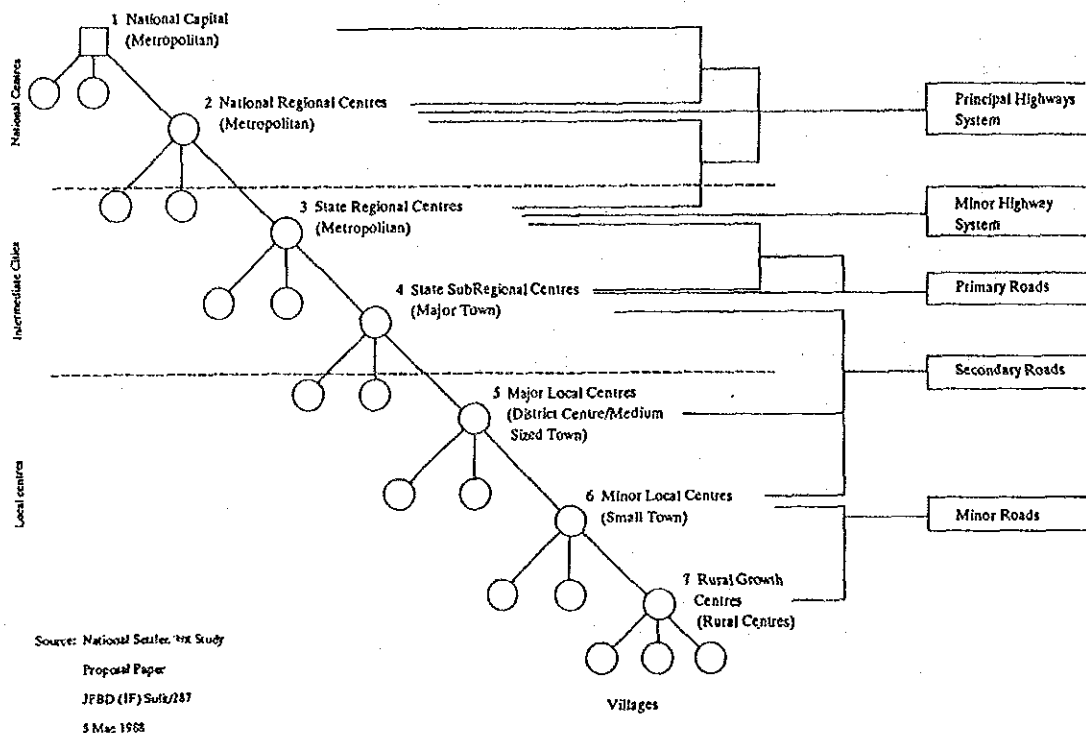 1 National Capital
(Metropolitan)
National Centres
2 National Regional Centres
(Metropolitan)
Principal Highways
System
3 State Regional Centres
(Metropolitan)
Minor Highway
System
Intermediate Cities
4 State SubRegional Centres
(Major Town)
Primary Roads
Secondary Roads
5 Major Local Centres
(District Centre/Medium
Sized Town)
Local centres
6 Minor Local Centres
(Small Town)
Minor Roads
7 Rural Growth
Centres
(Rural Centres)
Villages
Source: National Study
Proposal Paper
JPBD (IF)
5 Mac 1988